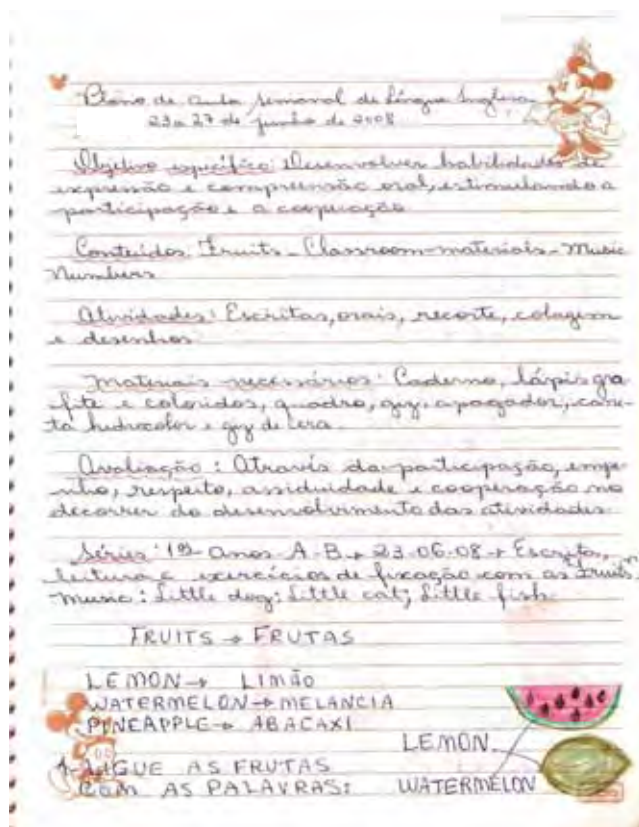 Plano de aula semanal de Língua Inglesa
23 a 27 de junho de 2008
Objetivo específico: Desenvolver habilidades de
expressão e compreensão oral, estimulando a
participação e a cooperação
Conteúdos: Fruits - Classroom-materiais - Music
Numbers
Atividades: Escritas, orais, recorte, colagem
e desenhos
Materiais necessários: Caderno, lápis gra
fite e coloridos, quadro, giz, apagador, cane-
ta hidrocolor e giz de cera.
Avaliação: Através da participação, empe-
nho, respeito, assiduidade e cooperação no
decorrer do desenvolvimento das atividades.
Séries: 1ºs Anos A-B → 23-06-08 → Escrita,
leitura e exercícios de fixação com as Fruits.
Music: Little dog; Little cat; Little fish.
FRUITS → FRUTAS
LEMON → LIMÃO
WATERMELON → MELANCIA
PINEAPPLE → ABACAXI
LEMON
1- LIGUE AS FRUTAS
COM AS PALAVRAS: WATERMELON